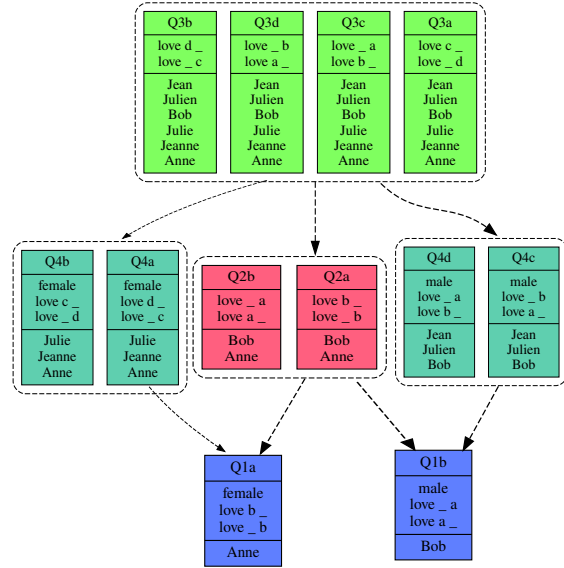 Q3b
love d _
love _ c
Jean
Julien
Bob
Julie
Jeanne
Anne
Q3d
love _ b
love a _
Jean
Julien
Bob
Julie
Jeanne
Anne
Q3c
love _ a
love b _
Jean
Julien
Bob
Julie
Jeanne
Anne
Q3a
love c _
love _ d
Jean
Julien
Bob
Julie
Jeanne
Anne
Q4b
female
love c _
love _ d
Julie
Jeanne
Anne
Q4a
female
love d _
love _ c
Julie
Jeanne
Anne
Q2b
love _ a
love a _
Bob
Anne
Q2a
love b _
love _ b
Bob
Anne
Q4d
male
love _ a
love b _
Jean
Julien
Bob
Q4c
male
love _ b
love a _
Jean
Julien
Bob
Q1a
female
love b _
love _ b
Anne
Q1b
male
love _ a
love a _
Bob